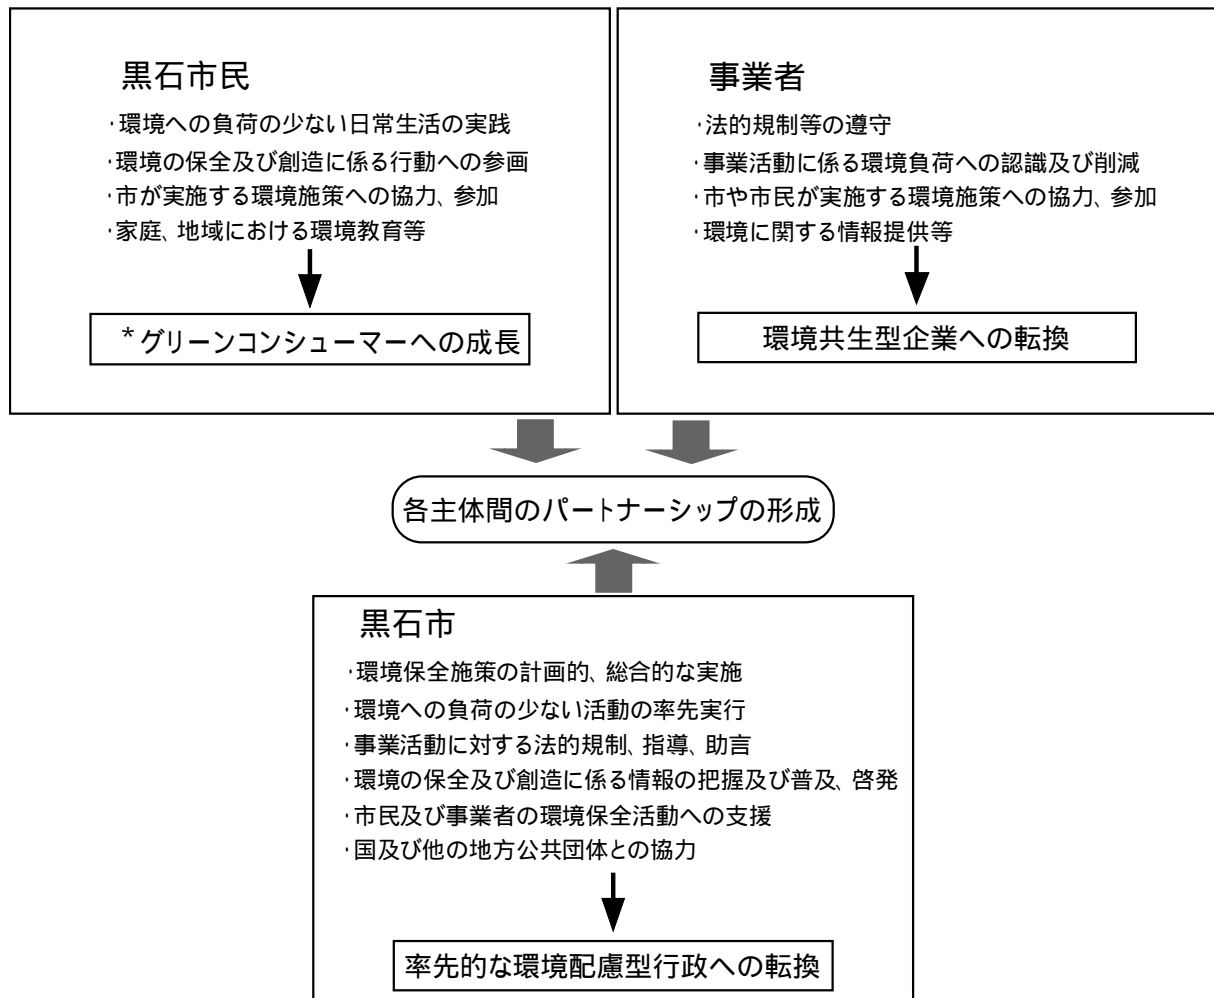 黒石市民
・環境への負荷の少ない日常生活の実践
・環境の保全及び創造に係る行動への参画
・市が実施する環境施策への協力、参加
・家庭、地域における環境教育等
*グリーンコンシューマーへの成長
事業者
・法的規制等の遵守
・事業活動に係る環境負荷への認識及び削減
・市や市民が実施する環境施策への協力、参加
・環境に関する情報提供等
環境共生型企業への転換
各主体間のパートナーシップの形成
黒石市
・環境保全施策の計画的、総合的な実施
・環境への負荷の少ない活動の率先実行
・事業活動に対する法的規制、指導、助言
・環境の保全及び創造に係る情報の把握及び普及、啓発
・市民及び事業者の環境保全活動への支援
・国及び他の地方公共団体との協力
率先的な環境配慮型行政への転換